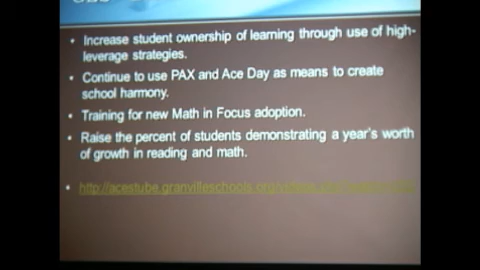 • Increase student ownership of learning through use of high-
leverage strategies.
• Continue to use PAX and Ace Day as means to create
school harmony.
• Training for new Math in Focus adoption.
• Raise the percent of students demonstrating a year's worth
of growth in reading and math.
• http://acestube.granvilleschools.org/